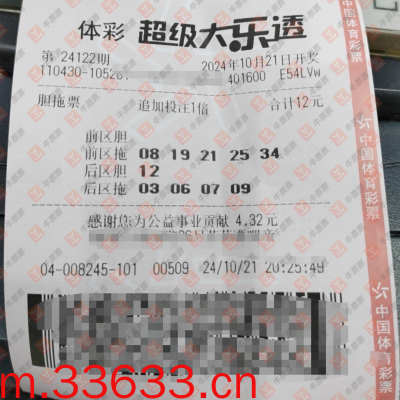 体彩 超级大乐透
第 24122期 2024年10月21日开奖
110430-10526 401600 E54LVw
胆拖票 追加投注1倍 合计12元
前区胆
前区拖 08 19 21 25 34
后区胆 12
后区拖 03 06 07 09
感谢您为公益事业贡献 4.32元
04-008245-101 00509 24/10/21 20:25:49
中国体育彩票
中国体育彩票
m.33633.cn